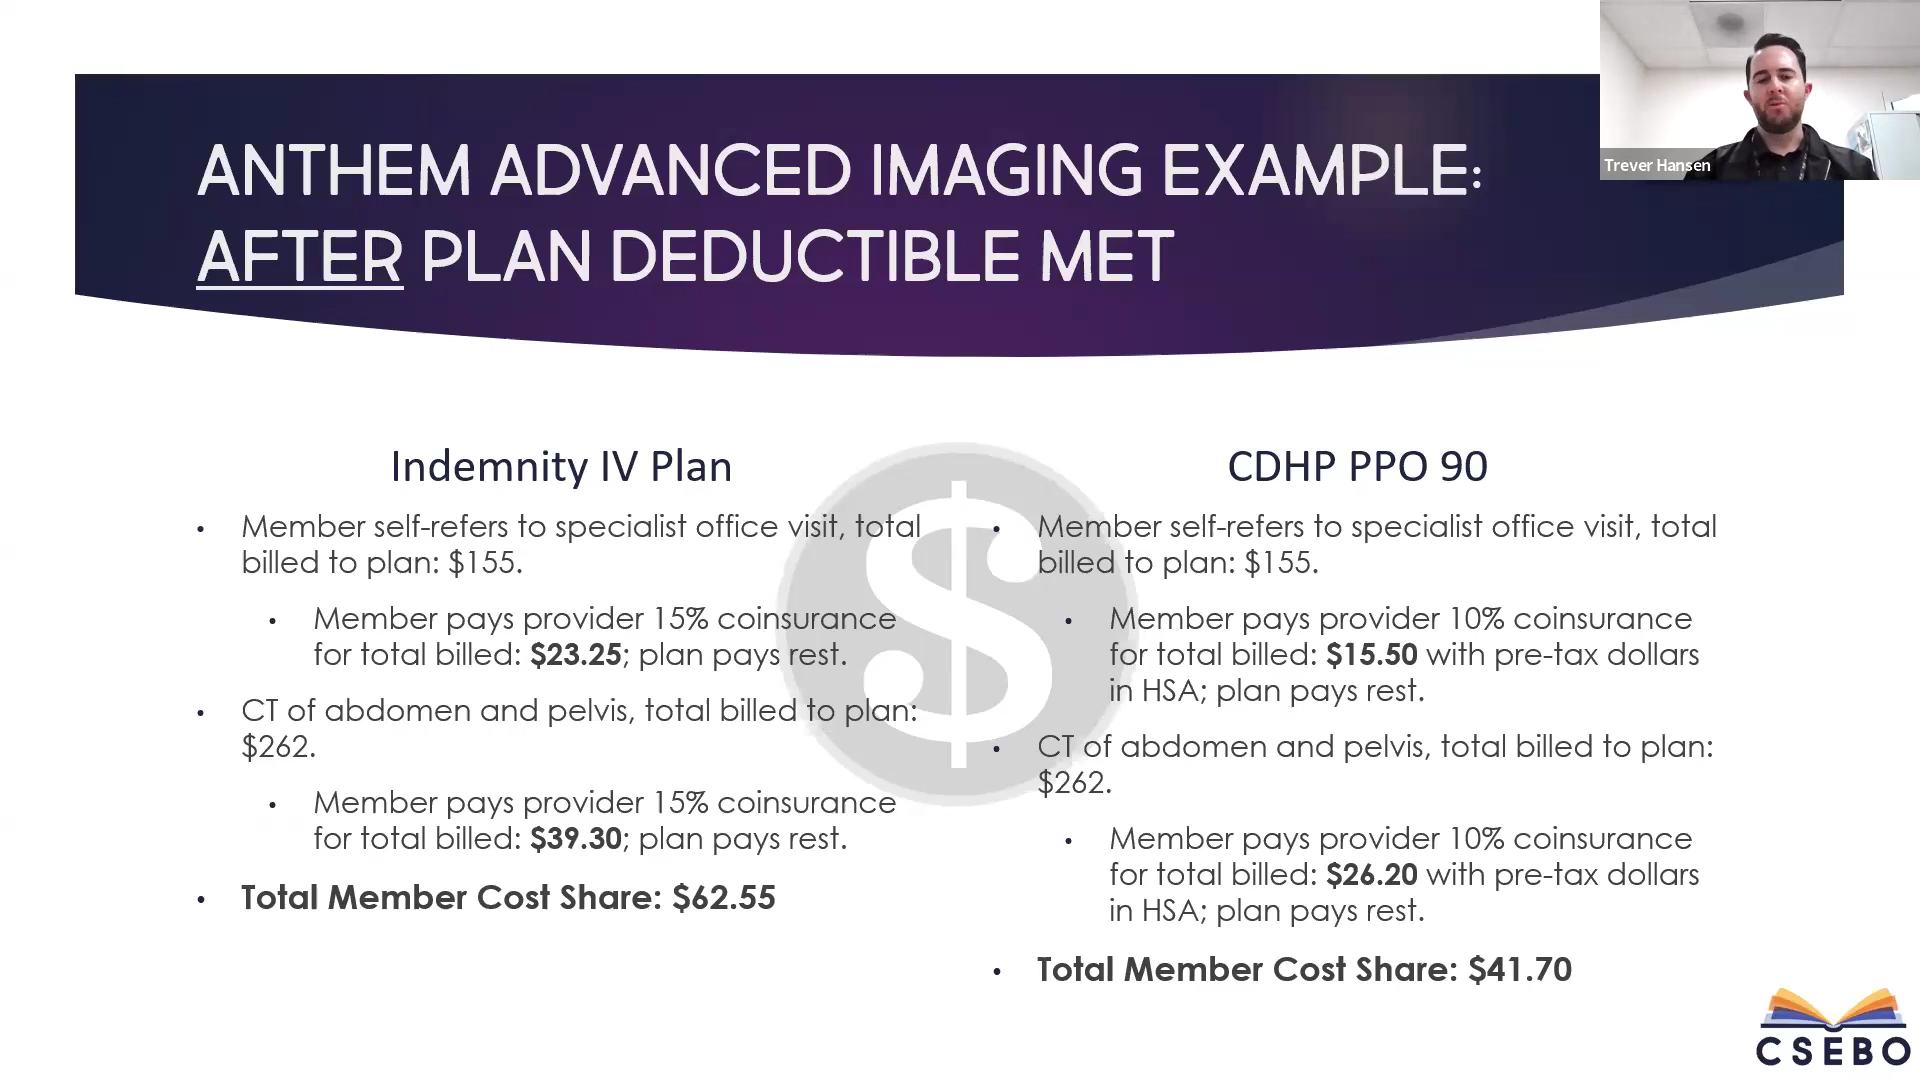 ANTHEM ADVANCED IMAGING EXAMPLE:
AFTER PLAN DEDUCTIBLE MET
Trever Hansen
Indemnity IV Plan
• Member self-refers to specialist office visit, total
billed to plan: $155.
• Member pays provider 15% coinsurance
for total billed: $23.25; plan pays rest.
• CT of abdomen and pelvis, total billed to plan:
$262.
• Member pays provider 15% coinsurance
for total billed: $39.30; plan pays rest.
• Total Member Cost Share: $62.55
CDHP PPO 90
• Member self-refers to specialist office visit, total
billed to plan: $155.
• Member pays provider 10% coinsurance
for total billed: $15.50 with pre-tax dollars
in HSA; plan pays rest.
• CT of abdomen and pelvis, total billed to plan:
$262.
• Member pays provider 10% coinsurance
for total billed: $26.20 with pre-tax dollars
in HSA; plan pays rest.
• Total Member Cost Share: $41.70
$
CSEBO